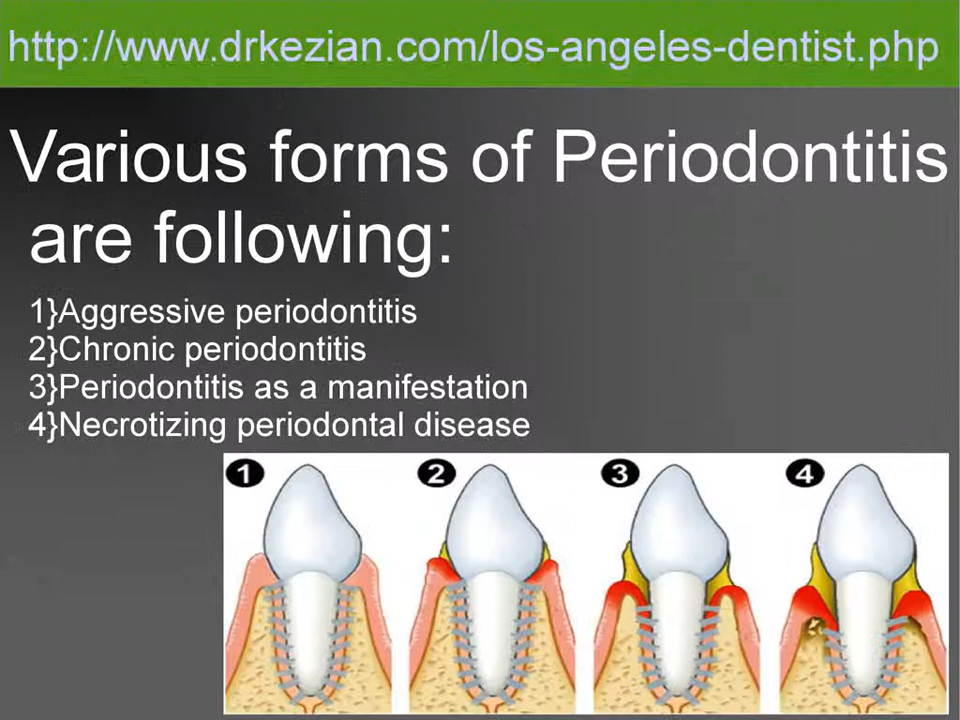 http://www.drkezian.com/los-angeles-dentist.php
Various forms of Periodontitis
are following:
1}Aggressive periodontitis
2}Chronic periodontitis
3}Periodontitis as a manifestation
4}Necrotizing periodontal disease
1 2 3 4